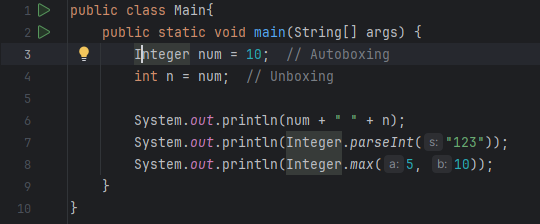 1 public class Main{
2 public static void main(String[] args) {
3 Integer num = 10; // Autoboxing
4 int n = num; // Unboxing
5
6 System.out.println(num + " " + n);
7 System.out.println(Integer.parseInt( s: "123"));
8 System.out.println(Integer.max( a: 5, b: 10));
9 }
10 }